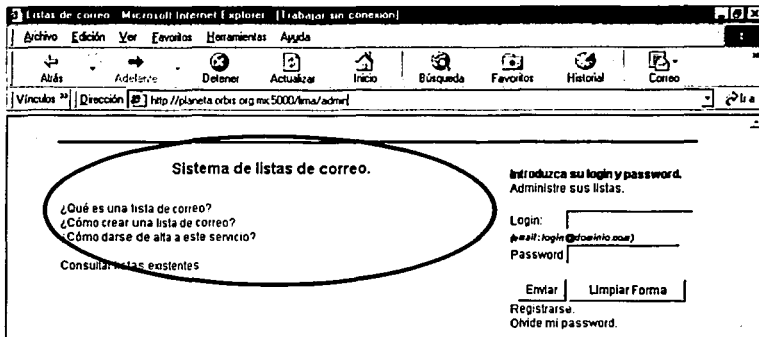 Listas de correo - Microsoft Internet Explorer - [Trabajar sin conexión]
Archivo Edición Ver Favoritos Herramientas Ayuda
Atrás Adelante Detener Actualizar Inicio Búsqueda Favoritos Historial Correo
Vínculos » Dirección http://planeta.orbis.org.mx:5000/lima/admin Ir a
Sistema de listas de correo.
¿Qué es una lista de correo?
¿Cómo crear una lista de correo?
¿Cómo darse de alta a este servicio?
Consultar listas existentes
Introduzca su login y password.
Administre sus listas.
Login:
(email: login@dominio.com)
Password
Enviar Limpiar Forma
Registrarse.
Olvide mi password.